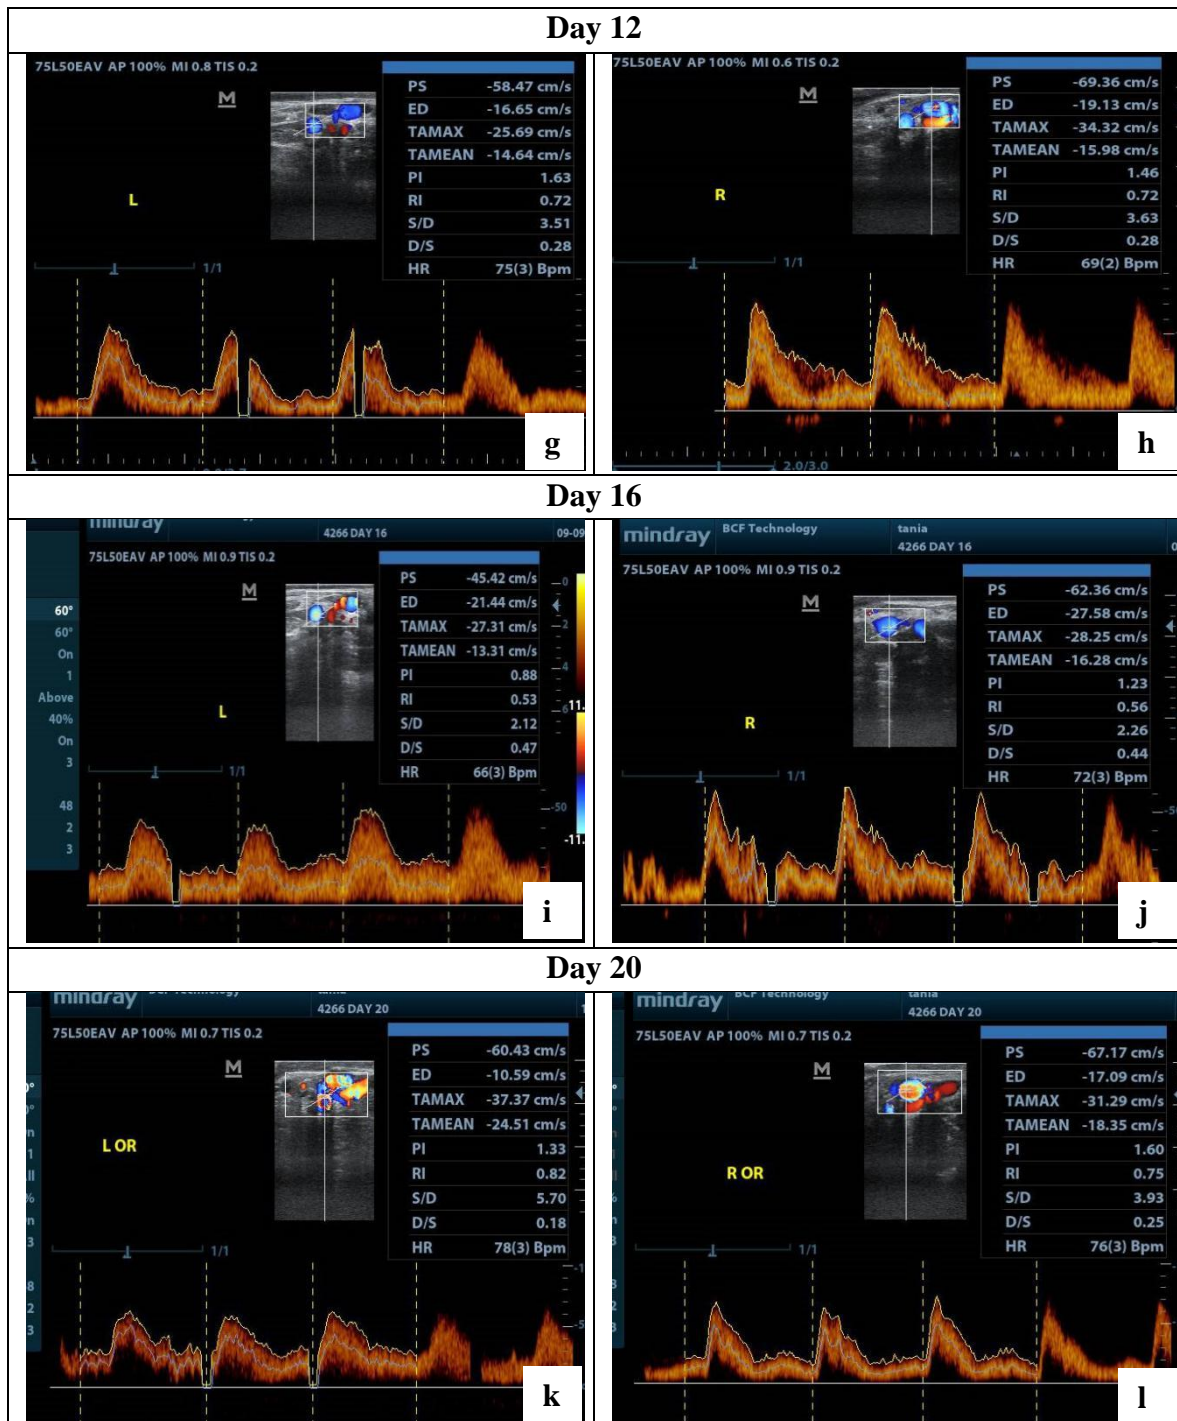 Day 12
75L50EAV AP 100% MI 0.8 TIS 0.2
M
PS -58.47 cm/s
ED -16.65 cm/s
TAMAX -25.69 cm/s
TAMEAN -14.64 cm/s
PI 1.63
RI 0.72
S/D 3.51
D/S 0.28
HR 75(3) Bpm
L
1/1
g
75L50EAV AP 100% MI 0.6 TIS 0.2
M
PS -69.36 cm/s
ED -19.13 cm/s
TAMAX -34.32 cm/s
TAMEAN -15.98 cm/s
PI 1.46
RI 0.72
S/D 3.63
D/S 0.28
HR 69(2) Bpm
R
1/1
2.0/3.0
h
Day 16
mindray
4266 DAY 16
09-09
75L50EAV AP 100% MI 0.9 TIS 0.2
M
60°
60°
On
1
Above
40%
On
3
48
2
3
PS -45.42 cm/s
ED -21.44 cm/s
TAMAX -27.31 cm/s
TAMEAN -13.31 cm/s
PI 0.88
RI 0.53
S/D 2.12
D/S 0.47
HR 66(3) Bpm
0
2
4
6
11.
-50
-11.
L
1/1
i
mindray
BCF Technology
tania
4266 DAY 16
75L50EAV AP 100% MI 0.9 TIS 0.2
M
PS -62.36 cm/s
ED -27.58 cm/s
TAMAX -28.25 cm/s
TAMEAN -16.28 cm/s
PI 1.23
RI 0.56
S/D 2.26
D/S 0.44
HR 72(3) Bpm
R
1/1
j
Day 20
mindray
BCF Technology
tania
4266 DAY 20
75L50EAV AP 100% MI 0.7 TIS 0.2
M
PS -60.43 cm/s
ED -10.59 cm/s
TAMAX -37.37 cm/s
TAMEAN -24.51 cm/s
PI 1.33
RI 0.82
S/D 5.70
D/S 0.18
HR 78(3) Bpm
L OR
1/1
k
mindray
BCF Technology
tania
4266 DAY 20
75L50EAV AP 100% MI 0.7 TIS 0.2
M
PS -67.17 cm/s
ED -17.09 cm/s
TAMAX -31.29 cm/s
TAMEAN -18.35 cm/s
PI 1.60
RI 0.75
S/D 3.93
D/S 0.25
HR 76(3) Bpm
R OR
1/1
l